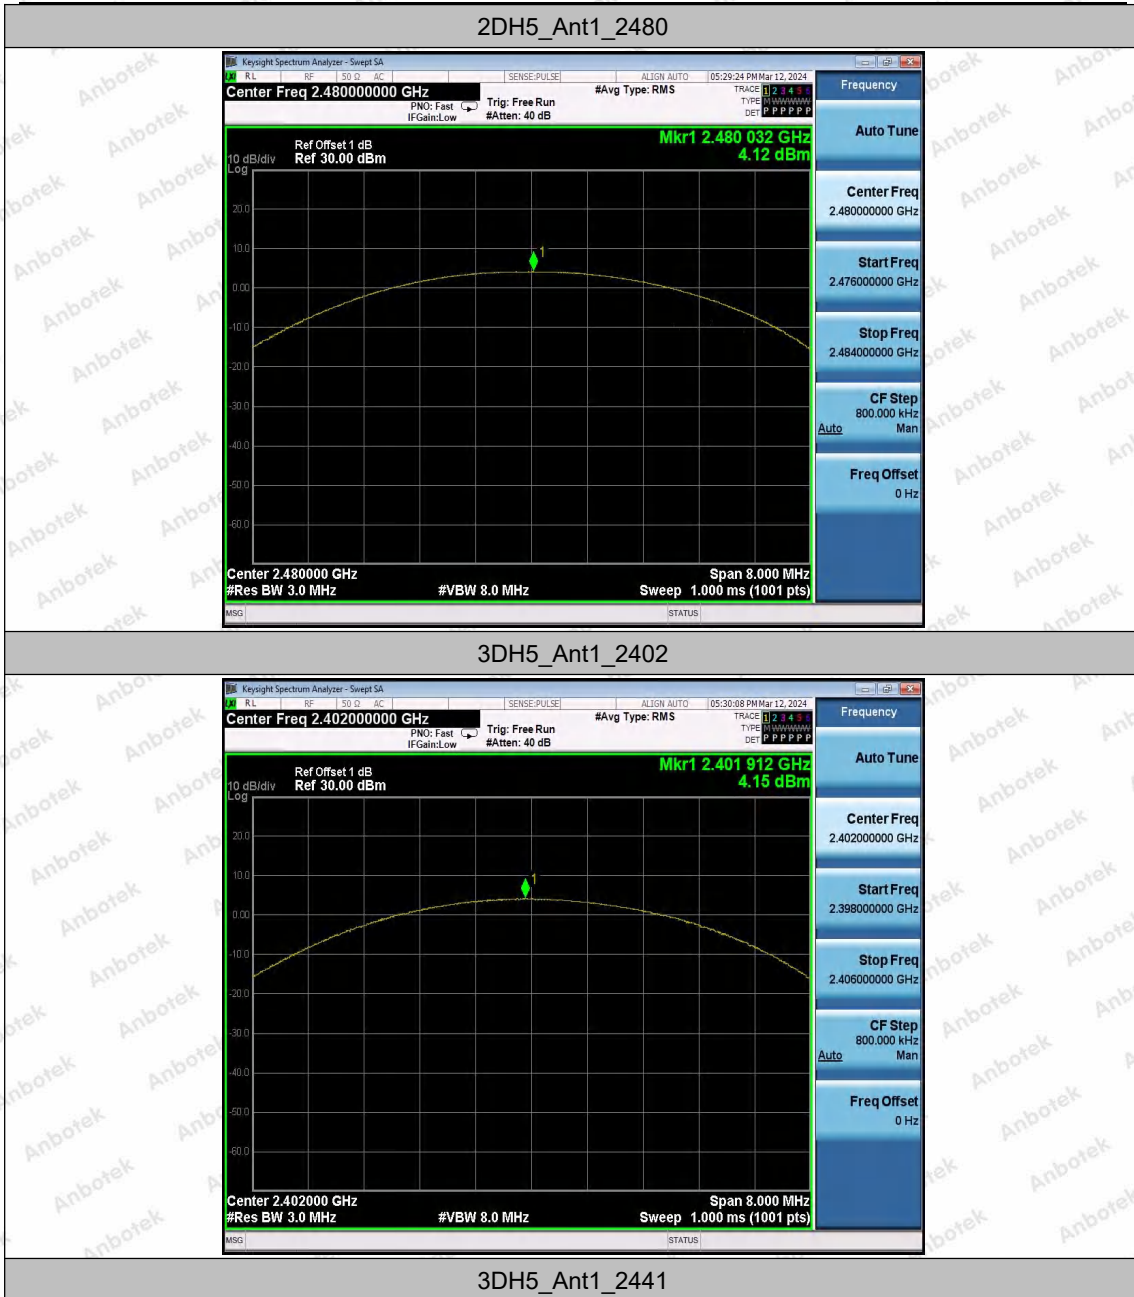 2DH5_Ant1_2480
Keysight Spectrum Analyzer - Swept SA
RL RF 50 Ω AC SENSE:PULSE ALIGN AUTO 05:29:24 PM Mar 12, 2024
Center Freq 2.480000000 GHz
PNO: Fast
IFGain:Low
Trig: Free Run
#Atten: 40 dB
#Avg Type: RMS
TRACE 1 2 3 4 5 6
TYPE M WWWWW
DET P P P P P P
Frequency
Auto Tune
Mkr1 2.480 032 GHz
4.12 dBm
Ref Offset 1 dB
10 dB/div Ref 30.00 dBm
Log
20.0
10.0
1
0.00
-10.0
-20.0
-30.0
-40.0
-50.0
-60.0
Center Freq
2.480000000 GHz
Start Freq
2.476000000 GHz
Stop Freq
2.484000000 GHz
CF Step
800.000 kHz
Auto Man
Freq Offset
0 Hz
Center 2.480000 GHz Span 8.000 MHz
#Res BW 3.0 MHz #VBW 8.0 MHz Sweep 1.000 ms (1001 pts)
MSG STATUS
3DH5_Ant1_2402
Keysight Spectrum Analyzer - Swept SA
RL RF 50 Ω AC SENSE:PULSE ALIGN AUTO 05:30:08 PM Mar 12, 2024
Center Freq 2.402000000 GHz
PNO: Fast
IFGain:Low
Trig: Free Run
#Atten: 40 dB
#Avg Type: RMS
TRACE 1 2 3 4 5 6
TYPE M WWWWW
DET P P P P P P
Frequency
Auto Tune
Mkr1 2.401 912 GHz
4.15 dBm
Ref Offset 1 dB
10 dB/div Ref 30.00 dBm
Log
20.0
10.0
1
0.00
-10.0
-20.0
-30.0
-40.0
-50.0
-60.0
Center Freq
2.402000000 GHz
Start Freq
2.398000000 GHz
Stop Freq
2.406000000 GHz
CF Step
800.000 kHz
Auto Man
Freq Offset
0 Hz
Center 2.402000 GHz Span 8.000 MHz
#Res BW 3.0 MHz #VBW 8.0 MHz Sweep 1.000 ms (1001 pts)
MSG STATUS
3DH5_Ant1_2441
Anbotek